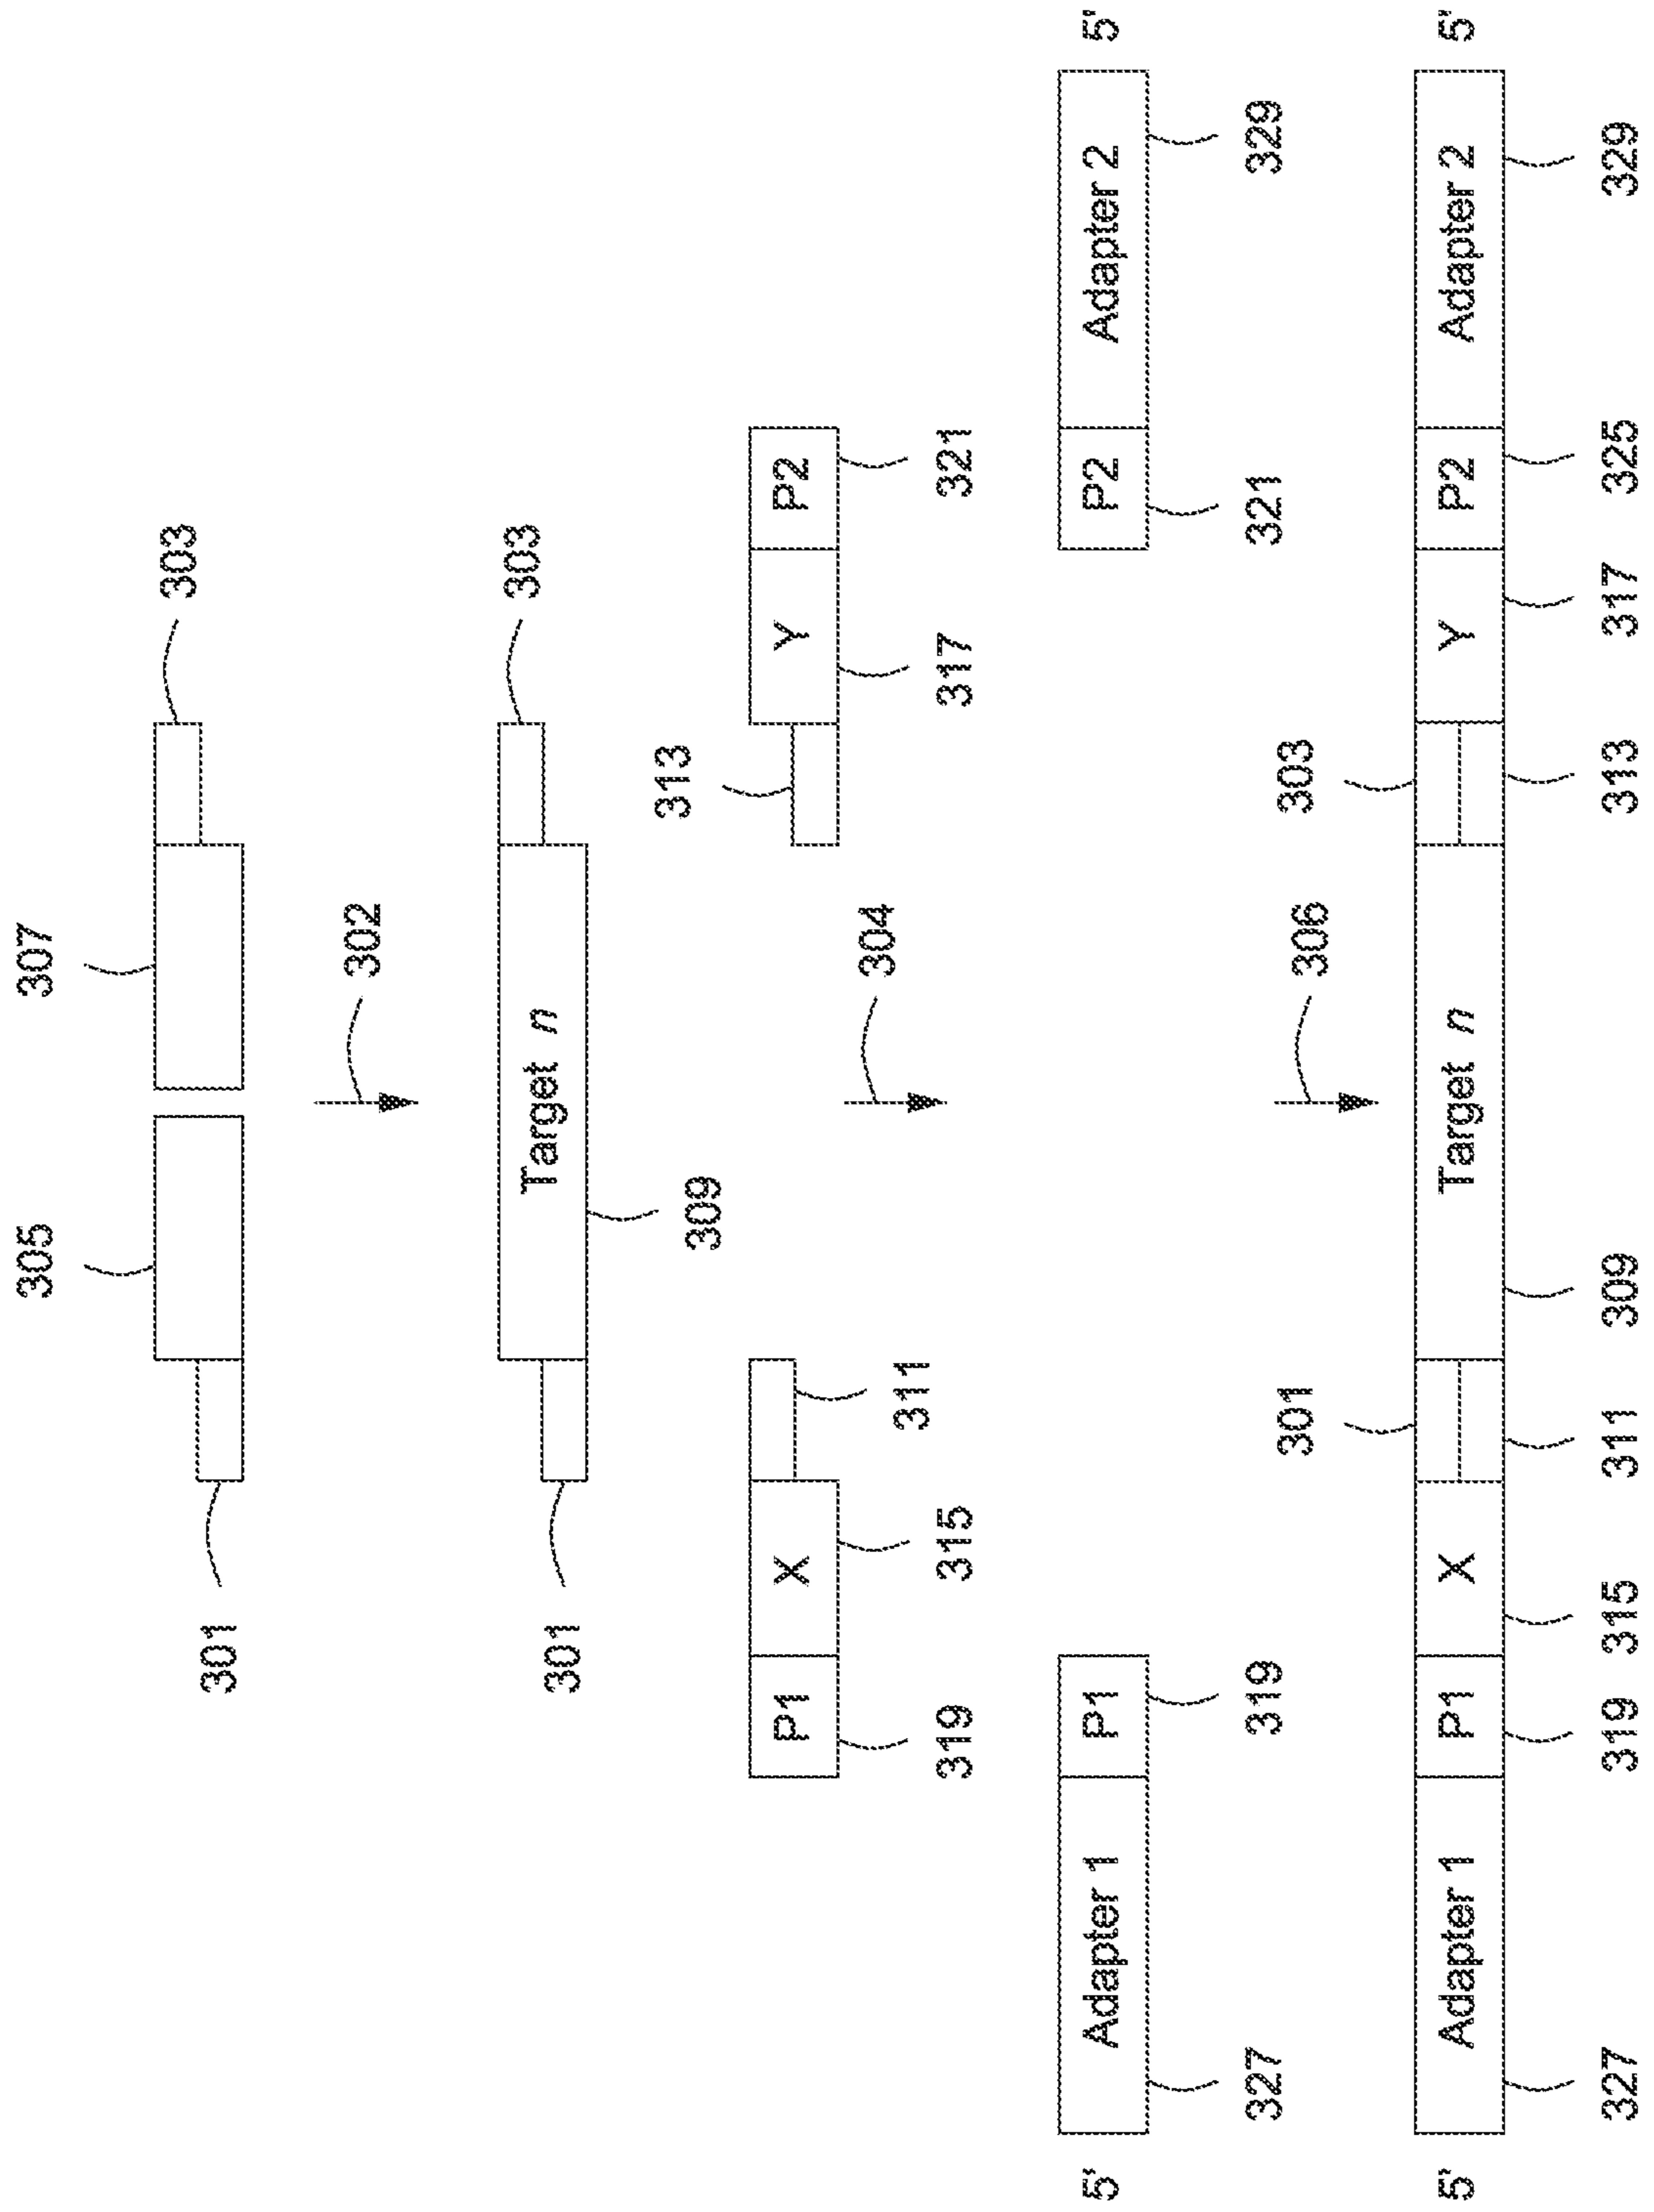 305 307
301 303
302
301 Target n 303
313
309
P1 X Y P2
304
311
319 315 317 321
5' Adapter 1 P1 P2 Adapter 2 5'
327 319 321 329
301 306 303
5' Adapter 1 P1 X Target n Y P2 Adapter 2 5'
327 319 315 311 309 313 317 325 329